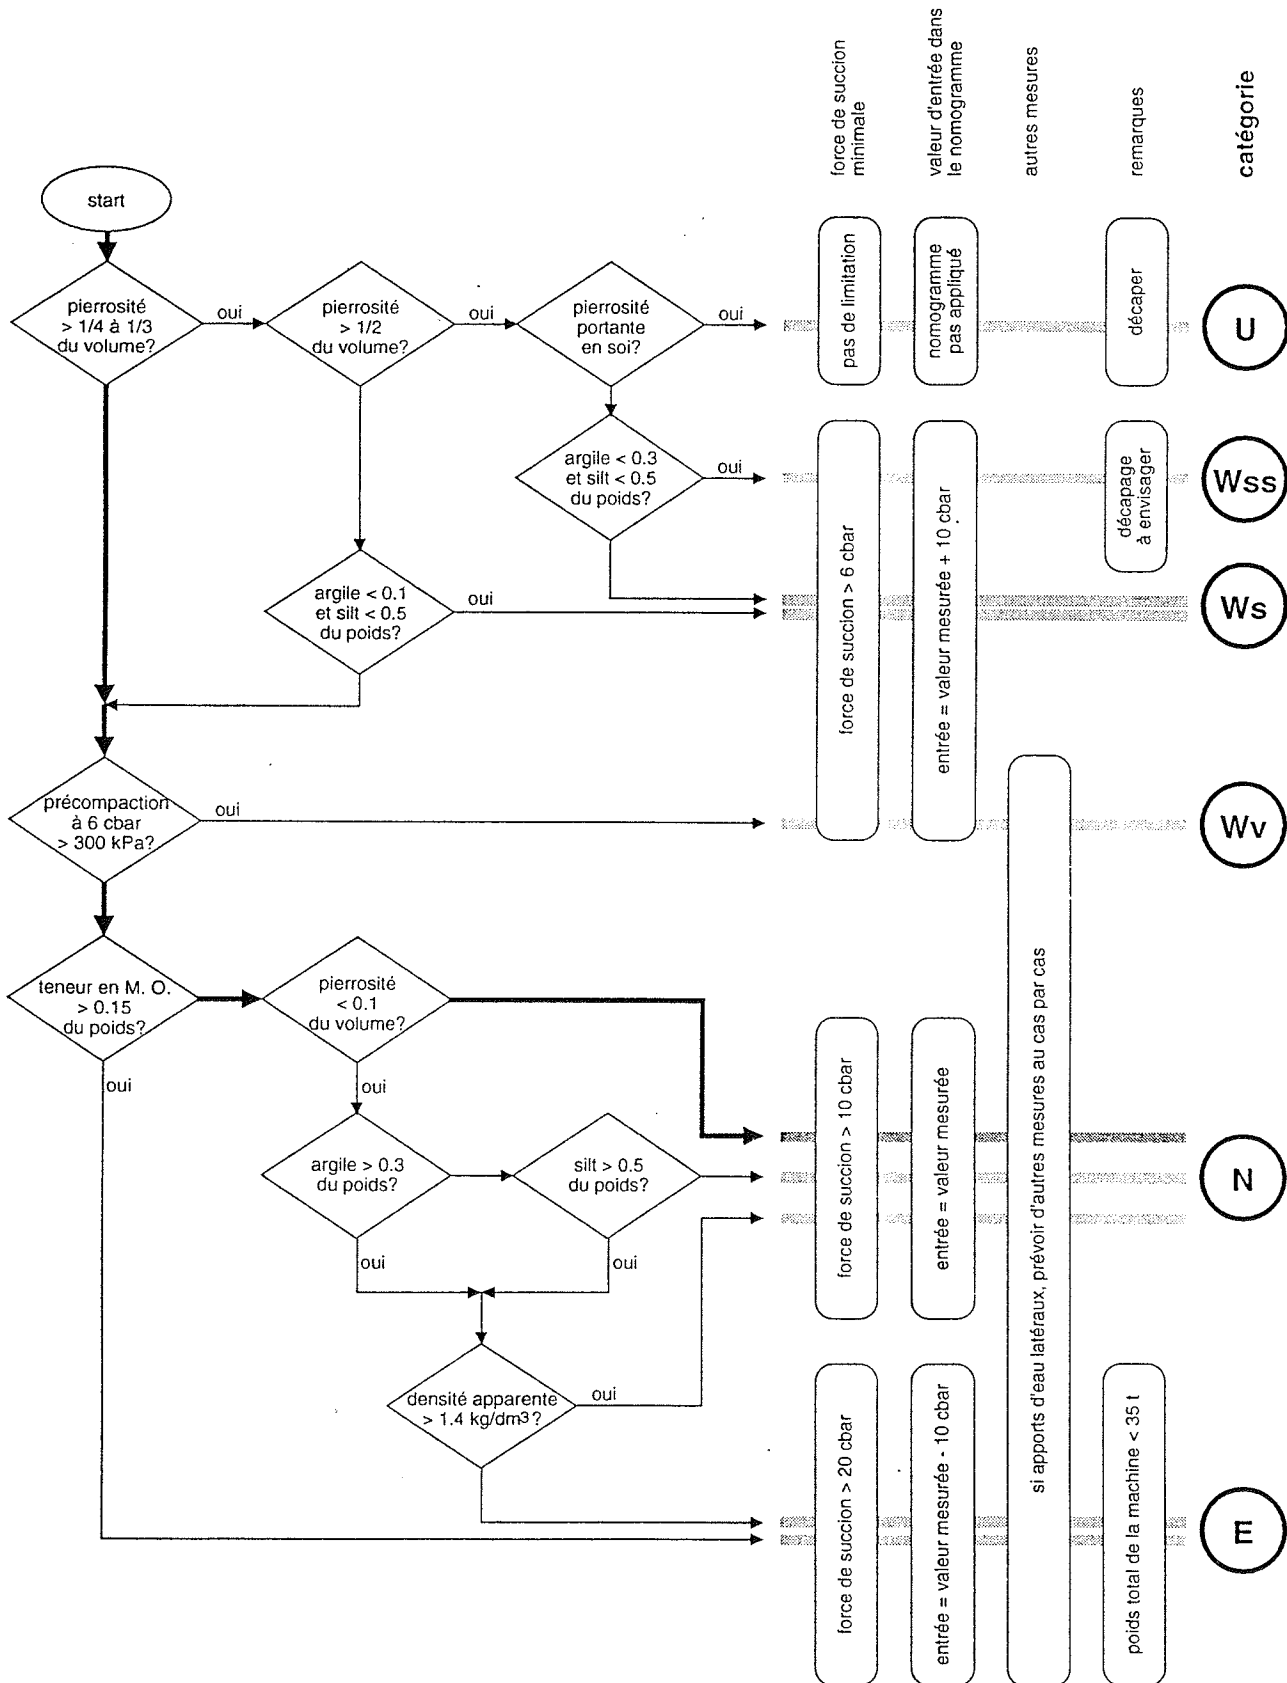 force de succion
minimale
valeur d'entrée dans
le nomogramme
autres mesures
remarques
catégorie
start
pierrosité
> 1/4 à 1/3
du volume?
oui
pierrosité
> 1/2
du volume?
oui
pierrosité
portante
en soi?
oui
pas de limitation
nomogramme
pas appliqué
décaper
U
argile < 0.3
et silt < 0.5
du poids?
oui
décapage
à envisager
Wss
argile < 0.1
et silt < 0.5
du poids?
oui
force de succion > 6 cbar
entrée = valeur mesurée + 10 cbar
Ws
précompaction
à 6 cbar
> 300 kPa?
oui
Wv
teneur en M. O.
> 0.15
du poids?
oui
pierrosité
< 0.1
du volume?
oui
argile > 0.3
du poids?
oui
silt > 0.5
du poids?
oui
force de succion > 10 cbar
entrée = valeur mesurée
si apports d'eau latéraux, prévoir d'autres mesures au cas par cas
N
densité apparente
> 1.4 kg/dm3?
oui
force de succion > 20 cbar
entrée = valeur mesurée - 10 cbar
poids total de la machine < 35 t
E